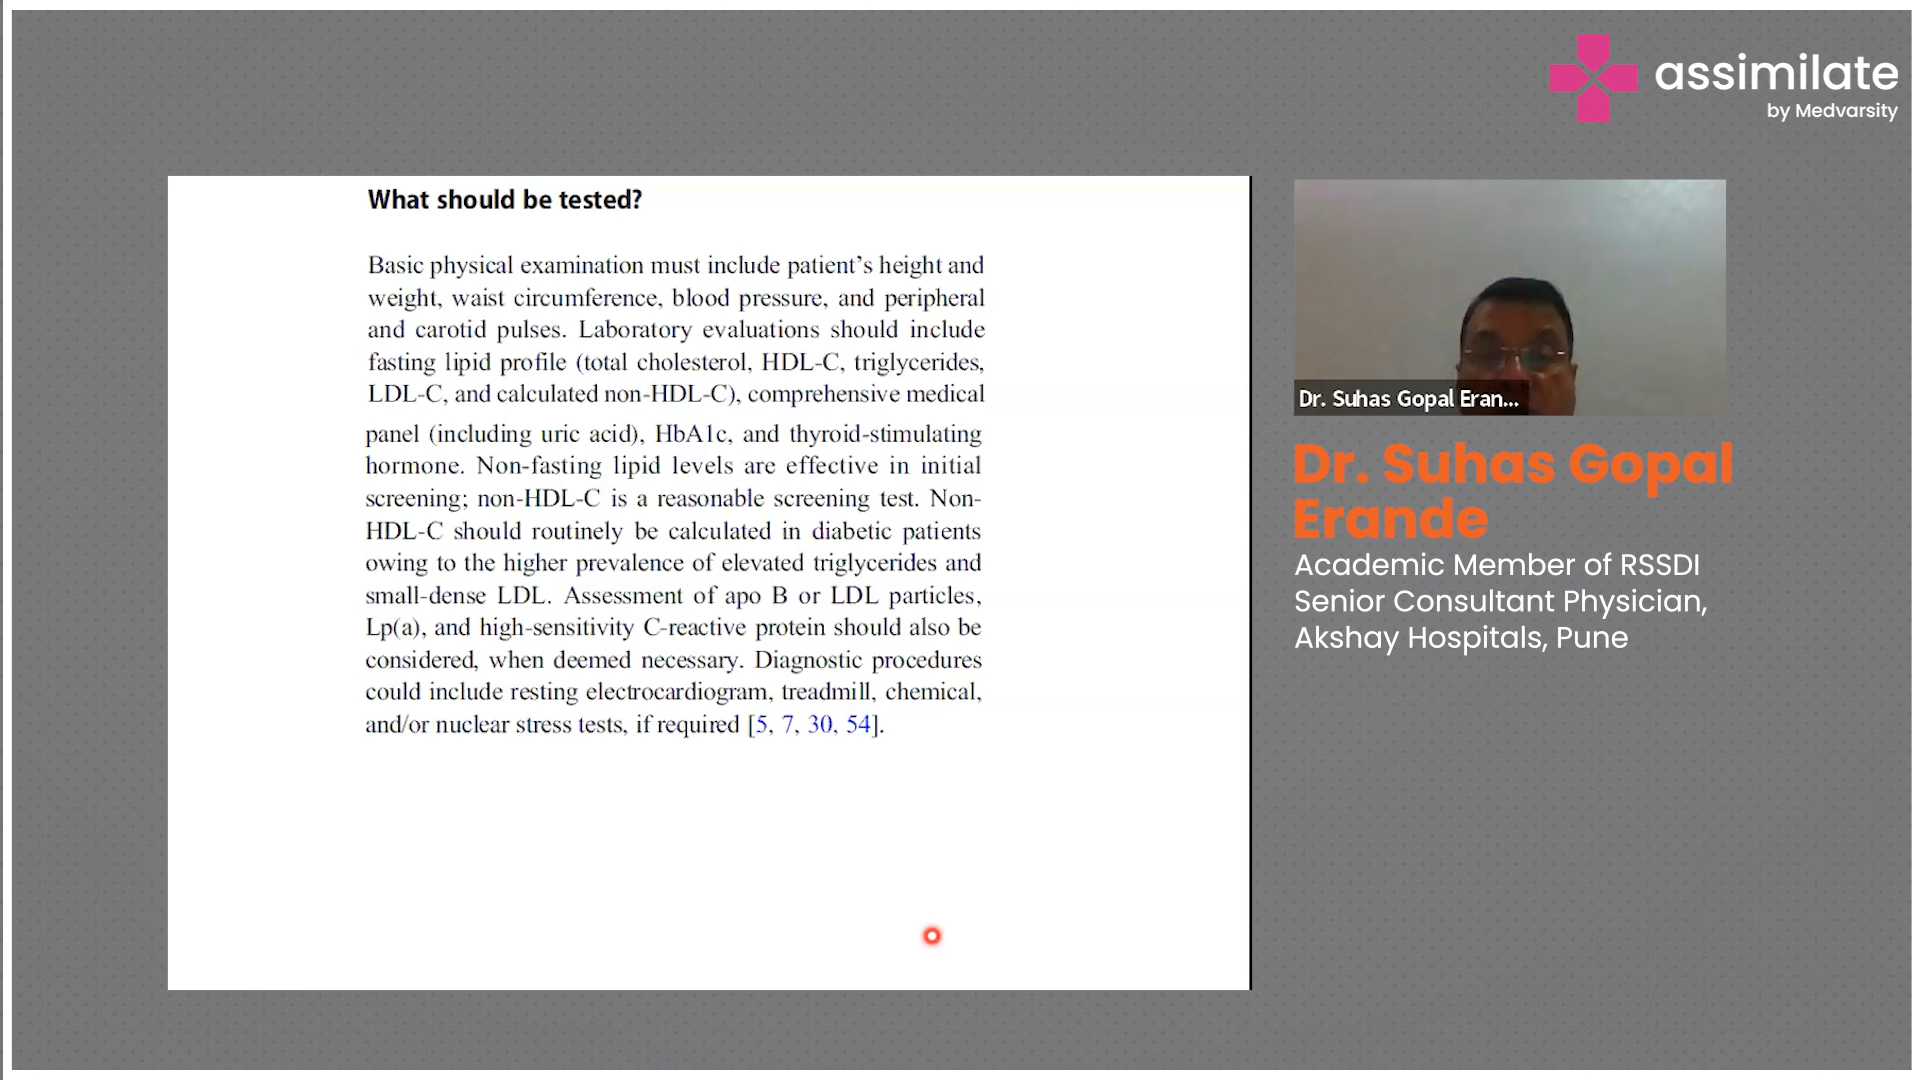 assimilate
by Medvarsity
What should be tested?
Basic physical examination must include patient’s height and
weight, waist circumference, blood pressure, and peripheral
and carotid pulses. Laboratory evaluations should include
fasting lipid profile (total cholesterol, HDL-C, triglycerides,
LDL-C, and calculated non-HDL-C), comprehensive medical
panel (including uric acid), HbA1c, and thyroid-stimulating
hormone. Non-fasting lipid levels are effective in initial
screening; non-HDL-C is a reasonable screening test. Non-
HDL-C should routinely be calculated in diabetic patients
owing to the higher prevalence of elevated triglycerides and
small-dense LDL. Assessment of apo B or LDL particles,
Lp(a), and high-sensitivity C-reactive protein should also be
considered, when deemed necessary. Diagnostic procedures
could include resting electrocardiogram, treadmill, chemical,
and/or nuclear stress tests, if required [5, 7, 30, 54].
Dr. Suhas Gopal Eran...
Dr. Suhas Gopal
Erande
Academic Member of RSSDI
Senior Consultant Physician,
Akshay Hospitals, Pune